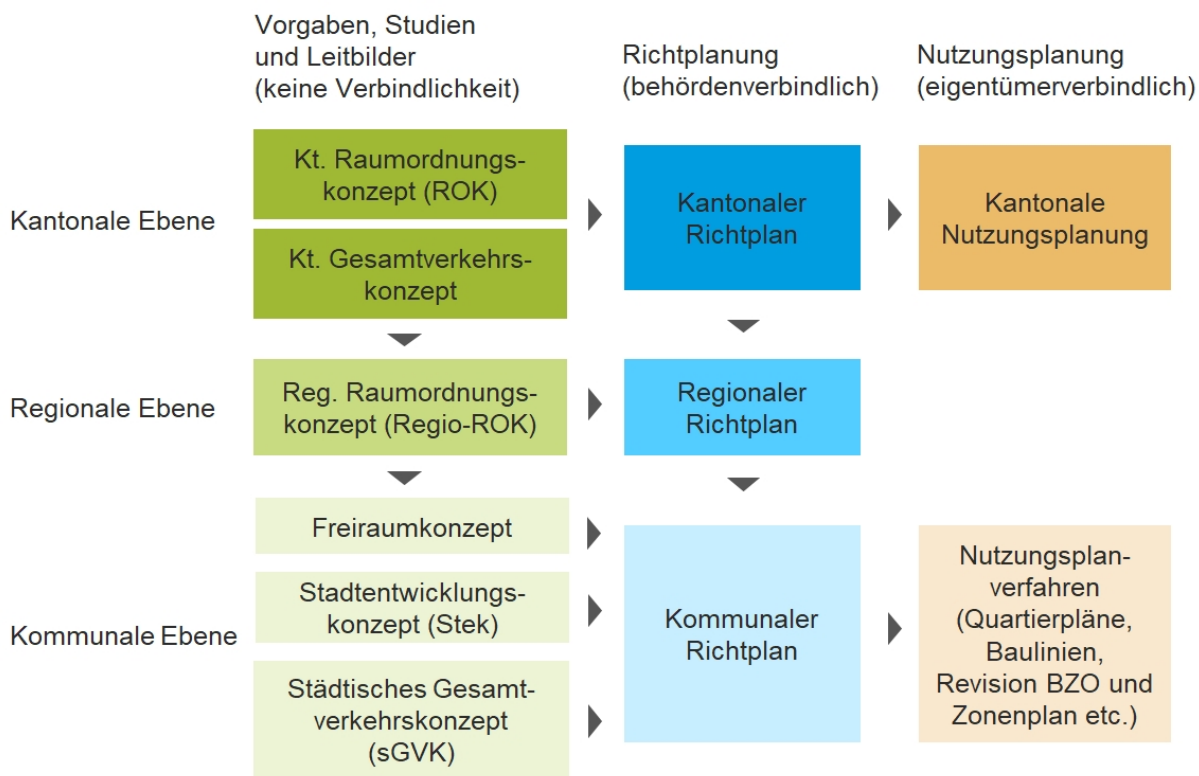 Vorgaben, Studien
und Leitbilder
(keine Verbindlichkeit)
Richtplanung
(behördenverbindlich)
Nutzungsplanung
(eigentümerverbindlich)
Kantonale Ebene
Kt. Raumordnungs-
konzept (ROK)
Kt. Gesamtverkehrs-
konzept
Kantonaler
Richtplan
Kantonale
Nutzungsplanung
Regionale Ebene
Reg. Raumordnungs-
konzept (Regio-ROK)
Regionaler
Richtplan
Kommunale Ebene
Freiraumkonzept
Stadtentwicklungs-
konzept (Stek)
Städtisches Gesamt-
verkehrskonzept
(sGVK)
Kommunaler
Richtplan
Nutzungsplan-
verfahren
(Quartierpläne,
Baulinien,
Revision BZO und
Zonenplan etc.)